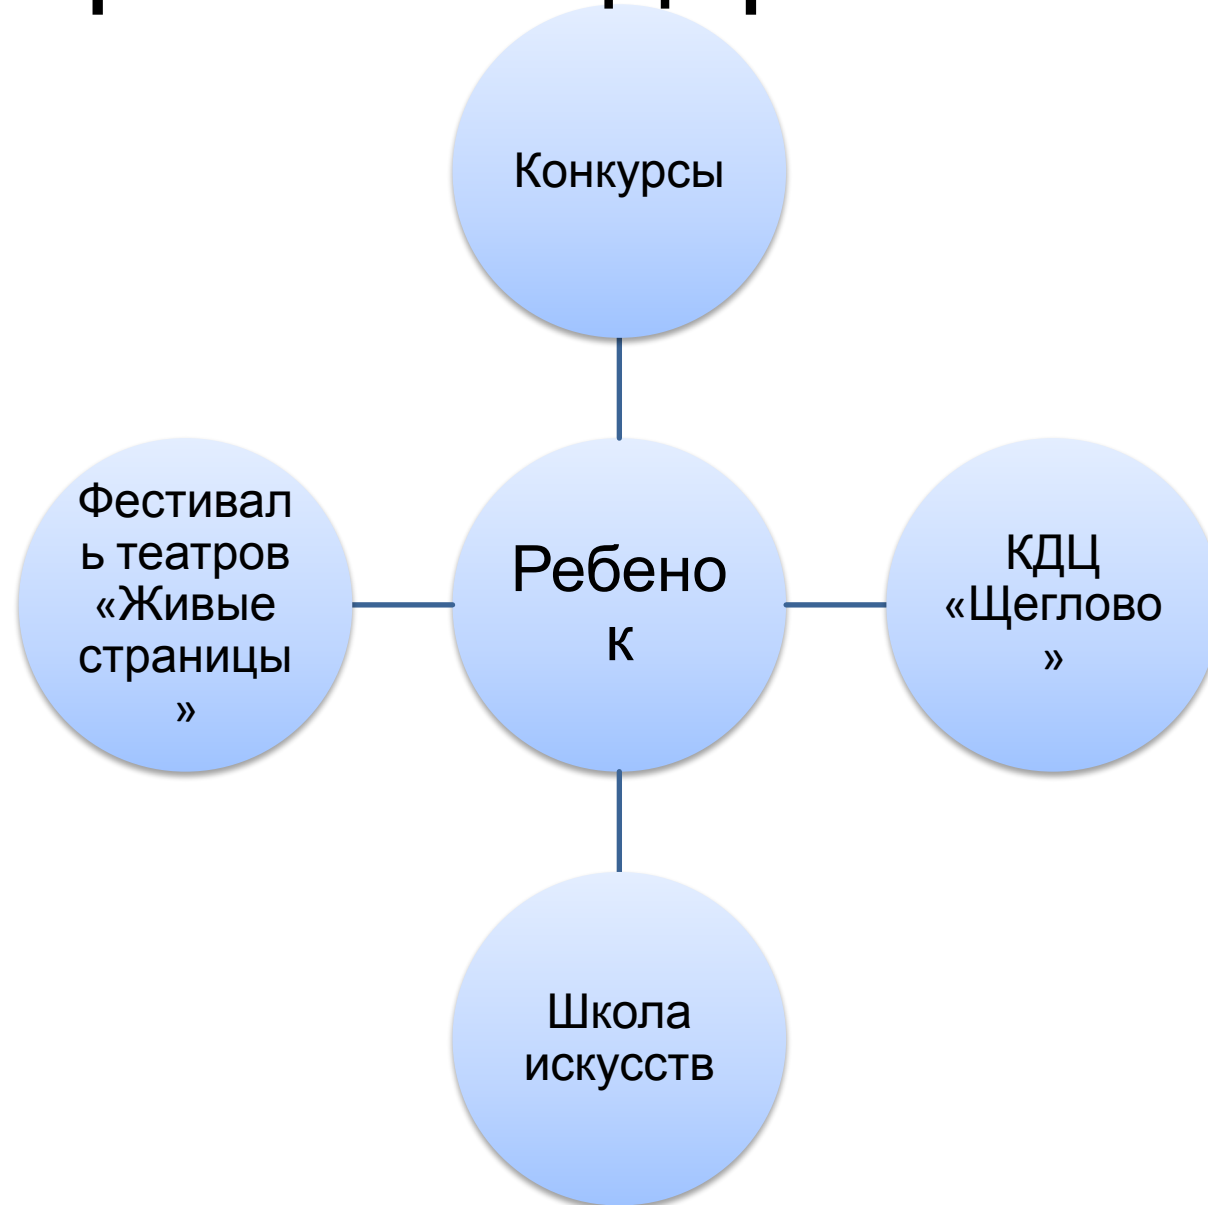 Конкурсы
Фестивал
ь театров
«Живые
страницы
»
Ребено
к
КДЦ
«Щеглово
»
Школа
искусств